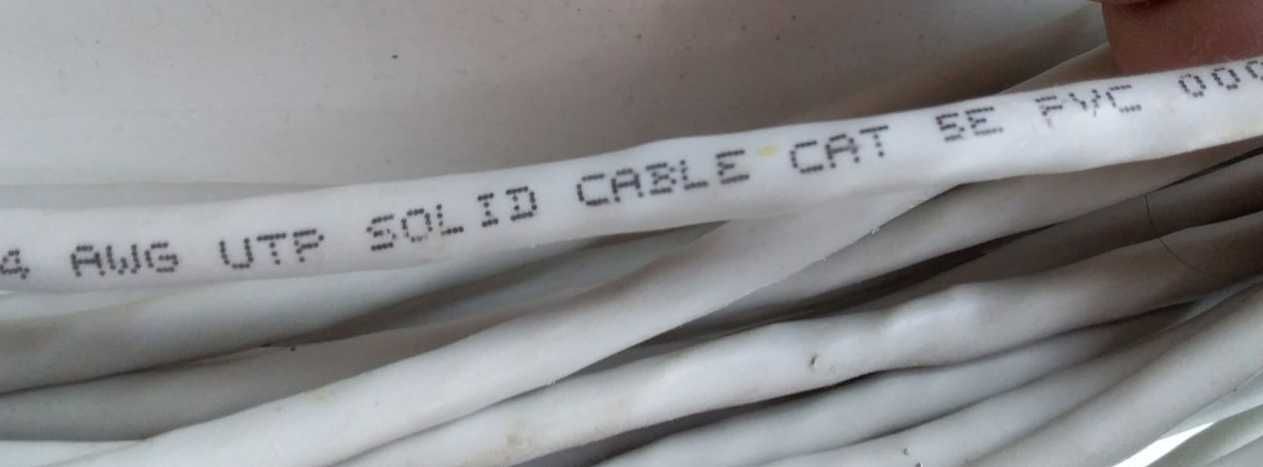 4 AWG UTP SOLID CABLE CAT 5E PVC 000